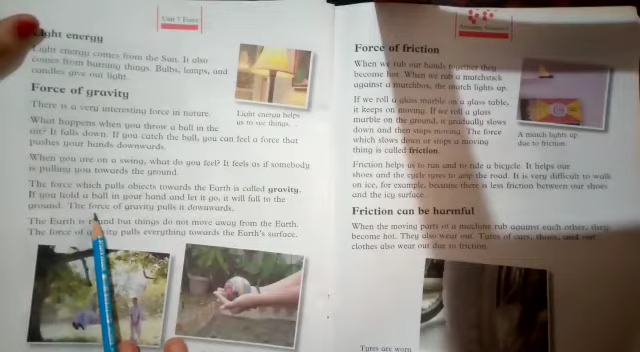 Unit 7 Force
Light energy
Light energy comes from the Sun. It also
comes from burning things. Bulbs, lamps, and
candles give out light.
Light energy helps
us to see things.
Force of gravity
There is a very interesting force in nature.
What happens when you throw a ball in the
air? It falls down. If you catch the ball, you can feel a force that
pushes your hands downwards.
When you are on a swing, what do you feel? It feels as if somebody
is pulling you towards the ground.
The force which pulls objects towards the Earth is called gravity.
If you hold a ball in your hand and let it go, it will fall to the
ground. The force of gravity pulls it downwards.
The Earth is round but things do not move away from the Earth.
The force of gravity pulls everything towards the Earth's surface.
Force of friction
When we rub our hands together they
become hot. When we rub a matchstick
against a matchbox, the match lights up.
If we roll a glass marble on a glass table,
it keeps on moving. If we roll a glass
marble on the ground, it gradually slows
down and then stops moving. The force
which slows down or stops a moving
thing is called friction.
A match lights up
due to friction.
Friction helps us to run and to ride a bicycle. It helps our
shoes and the cycle tyres to grip the road. It is very difficult to walk
on ice, for example, because there is less friction between our shoes
and the icy surface.
Friction can be harmful
When the moving parts of a machine rub against each other, they
become hot. They also wear out. Tyres of cars, shoes, and our
clothes also wear out due to friction.
Tyres are worn